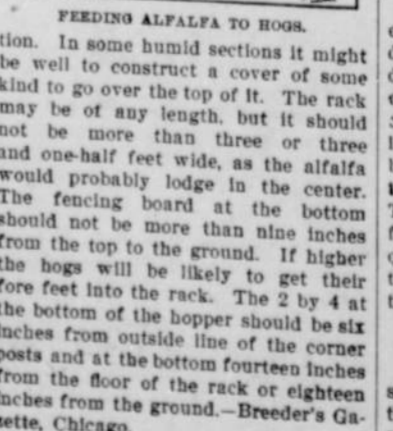 FEEDING ALFALFA TO HOGS.
tion. In some humid sections it might
be well to construct a cover of some
kind to go over the top of it. The rack
may be of any length, but it should
not be more than three or three
and one-half feet wide, as the alfalfa
would probably lodge in the center.
The fencing board at the bottom
should not be more than nine inches
from the top to the ground. If higher
the hogs will be likely to get their
fore feet into the rack. The 2 by 4 at
the bottom of the hopper should be six
inches from outside line of the corner
posts and at the bottom fourteen inches
from the floor of the rack or eighteen
inches from the ground.—Breeder's Ga-
zette, Chicago.